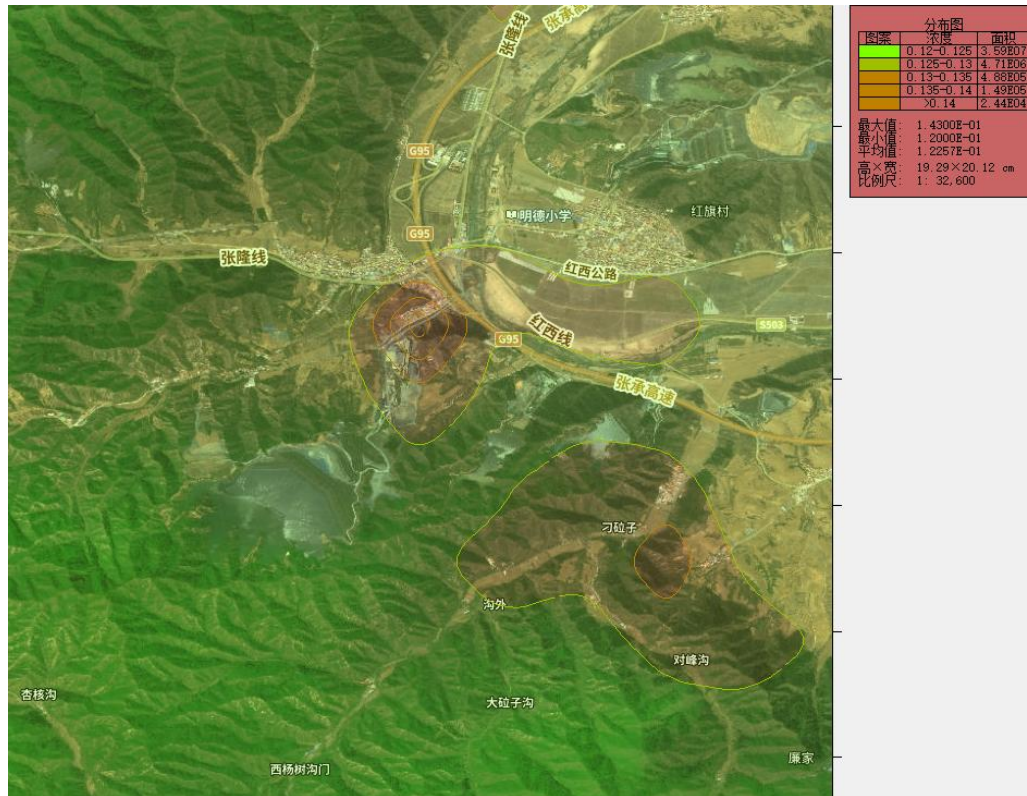 张承高速
张隆线
G95
明德小学
红旗村
G95
张隆线
红西公路
红西线
S503
G95
张承高速
刁砬子
沟外
对峰沟
杏核沟
大砬子沟
西杨树沟门
廉家
分布图
图案 浓度 面积
0.12-0.125 3.59E07
0.125-0.13 4.71E06
0.13-0.135 4.88E05
0.135-0.14 1.49E05
>0.14 2.44E04
最大值: 1.4300E-01
最小值: 1.2000E-01
平均值: 1.2257E-01
高×宽: 19.29×20.12 cm
比例尺: 1: 32,600